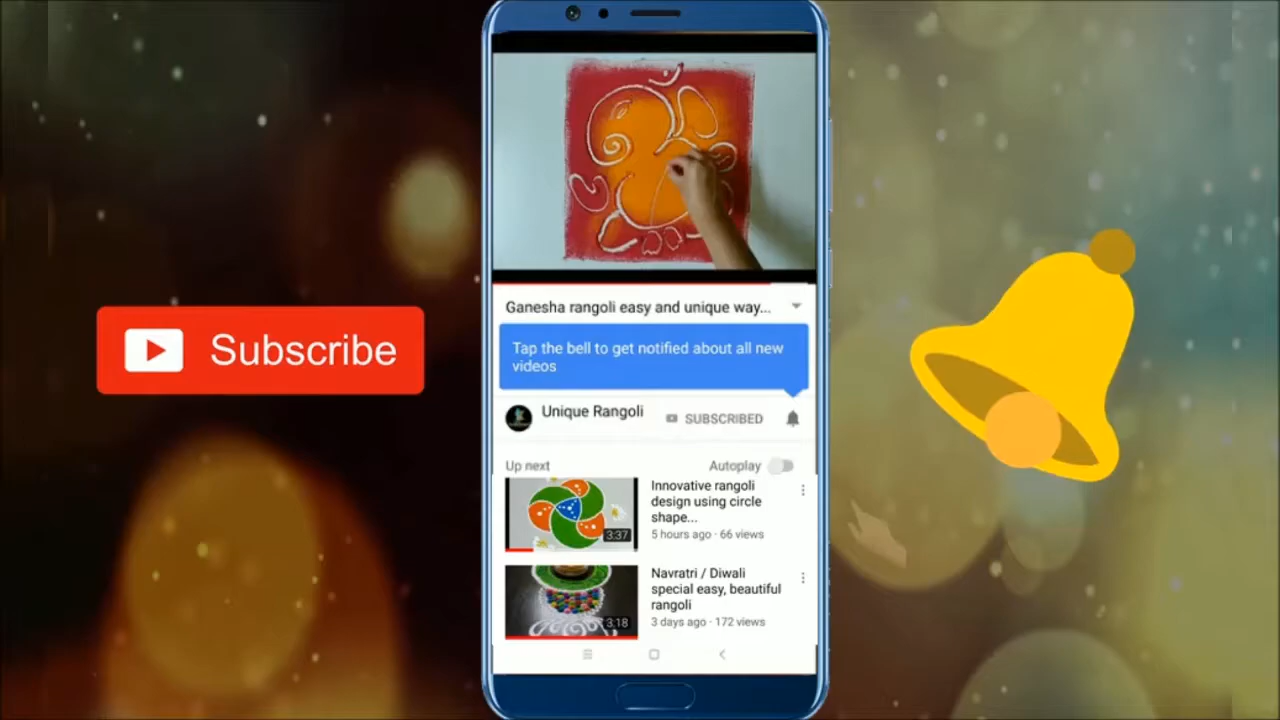 Subscribe
Ganesha rangoli easy and unique way...
Tap the bell to get notified about all new
videos
Unique Rangoli
SUBSCRIBED
Up next
Autoplay
3:37
Innovative rangoli
design using circle
shape...
5 hours ago · 66 views
3:18
Navratri / Diwali
special easy, beautiful
rangoli
3 days ago · 172 views